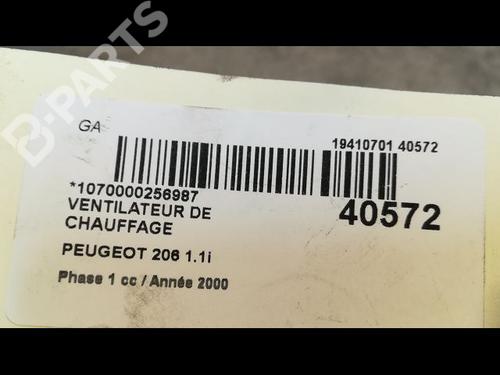 B-PARTS
GA
19410701 40572
*1070000256987
40572
VENTILATEUR DE
CHAUFFAGE
PEUGEOT 206 1.1i
Phase 1 cc / Année 2000